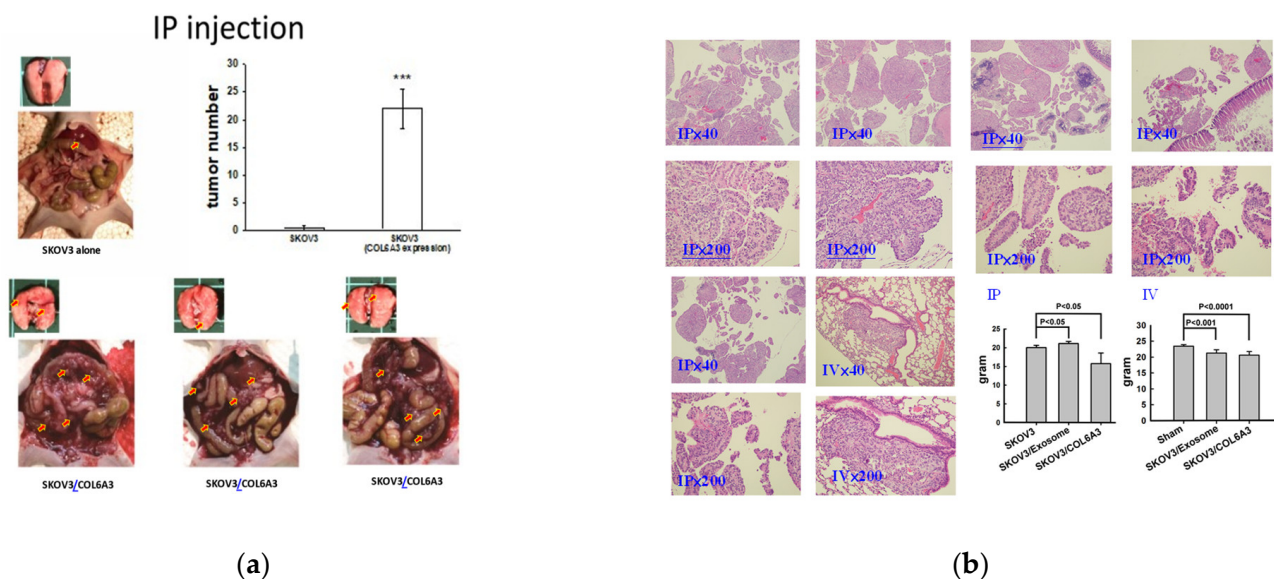 IP injection
30
25
20
15
10
5
0
tumor number
***
SKOV3
SKOV3
(COL6A3 expression)
SKOV3 alone
SKOV3/COL6A3
SKOV3/COL6A3
SKOV3/COL6A3
(a)
IPx40
IPx40
IPx40
IPx40
IPx200
IPx200
IPx200
IPx200
IPx40
IVx40
IPx200
IVx200
IP
P<0.05
P<0.05
25
20
15
10
5
0
gram
SKOV3
SKOV3/Exosome
SKOV3/COL6A3
IV
P<0.0001
P<0.001
30
25
20
15
10
5
0
gram
Sham
SKOV3/Exosome
SKOV3/COL6A3
(b)